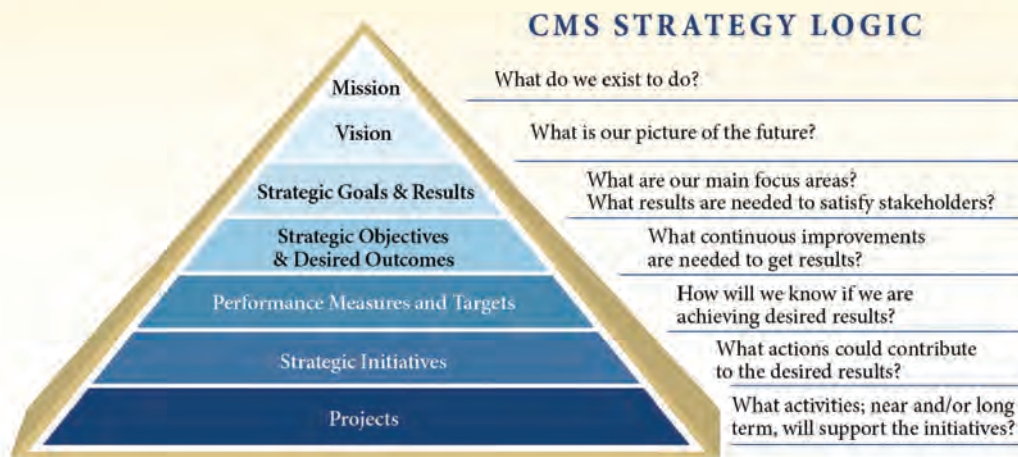 CMS STRATEGY LOGIC
Mission
What do we exist to do?
Vision
What is our picture of the future?
Strategic Goals & Results
What are our main focus areas?
What results are needed to satisfy stakeholders?
Strategic Objectives
& Desired Outcomes
What continuous improvements
are needed to get results?
Performance Measures and Targets
How will we know if we are
achieving desired results?
Strategic Initiatives
What actions could contribute
to the desired results?
Projects
What activities; near and/or long
term, will support the initiatives?